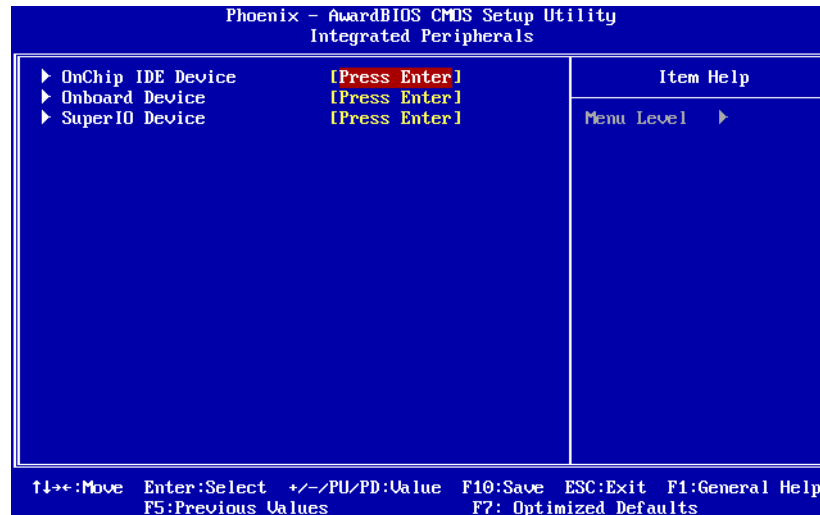 Phoenix - AwardBIOS CMOS Setup Utility
Integrated Peripherals
▶ OnChip IDE Device [Press Enter]
▶ Onboard Device [Press Enter]
▶ SuperIO Device [Press Enter]
Item Help
Menu Level ▶
↑↓→←:Move Enter:Select +/-/PU/PD:Value F10:Save ESC:Exit F1:General Help
F5:Previous Values F7: Optimized Defaults